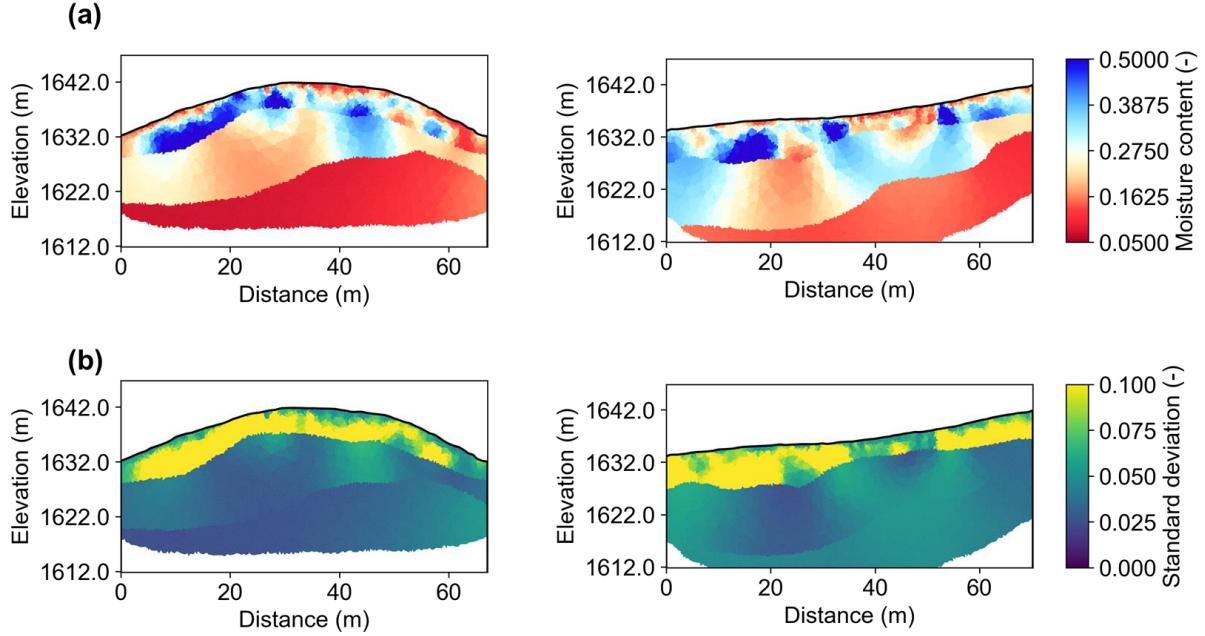 (a)
Elevation (m)
1642.0
1632.0
1622.0
1612.0
0 20 40 60
Distance (m)
Elevation (m)
1642.0
1632.0
1622.0
1612.0
0 20 40 60
Distance (m)
0.5000
0.3875
0.2750
0.1625
0.0500
Moisture content (-)
(b)
Elevation (m)
1642.0
1632.0
1622.0
1612.0
0 20 40 60
Distance (m)
Elevation (m)
1642.0
1632.0
1622.0
1612.0
0 20 40 60
Distance (m)
0.100
0.075
0.050
0.025
0.000
Standard deviation (-)